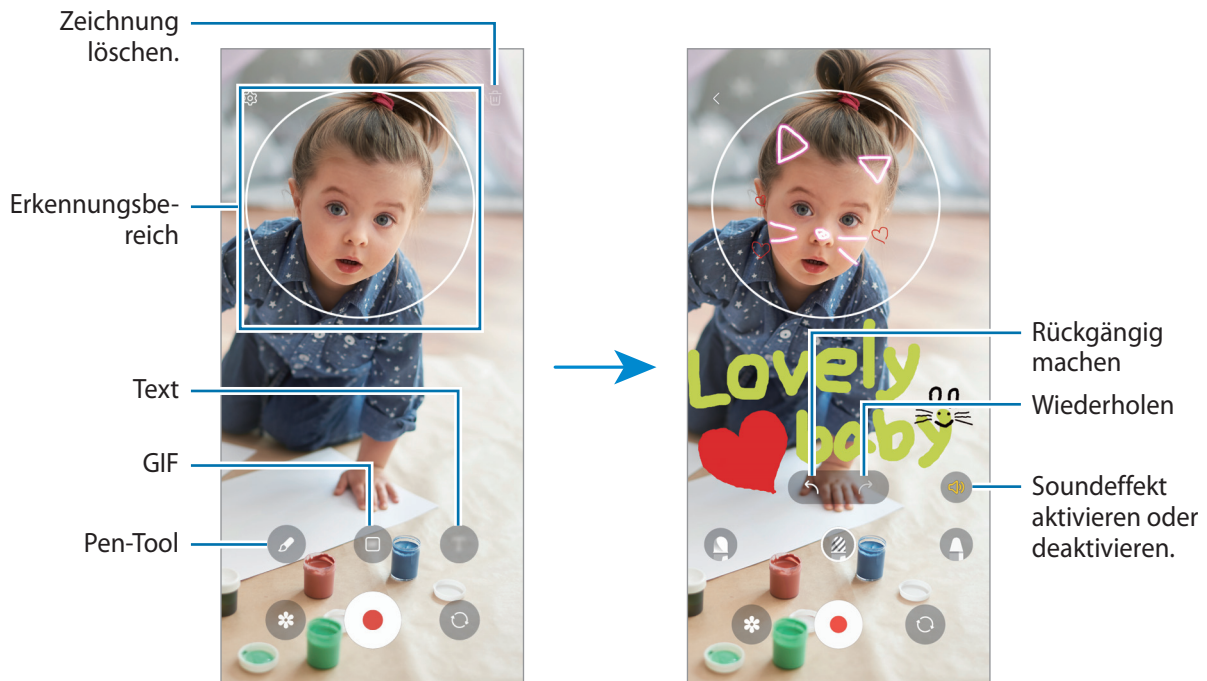 Zeichnung
löschen.
Erkennungsbe-
reich
Text
GIF
Pen-Tool
T
Lovely
baby
Rückgängig
machen
Wiederholen
Soundeffekt
aktivieren oder
deaktivieren.